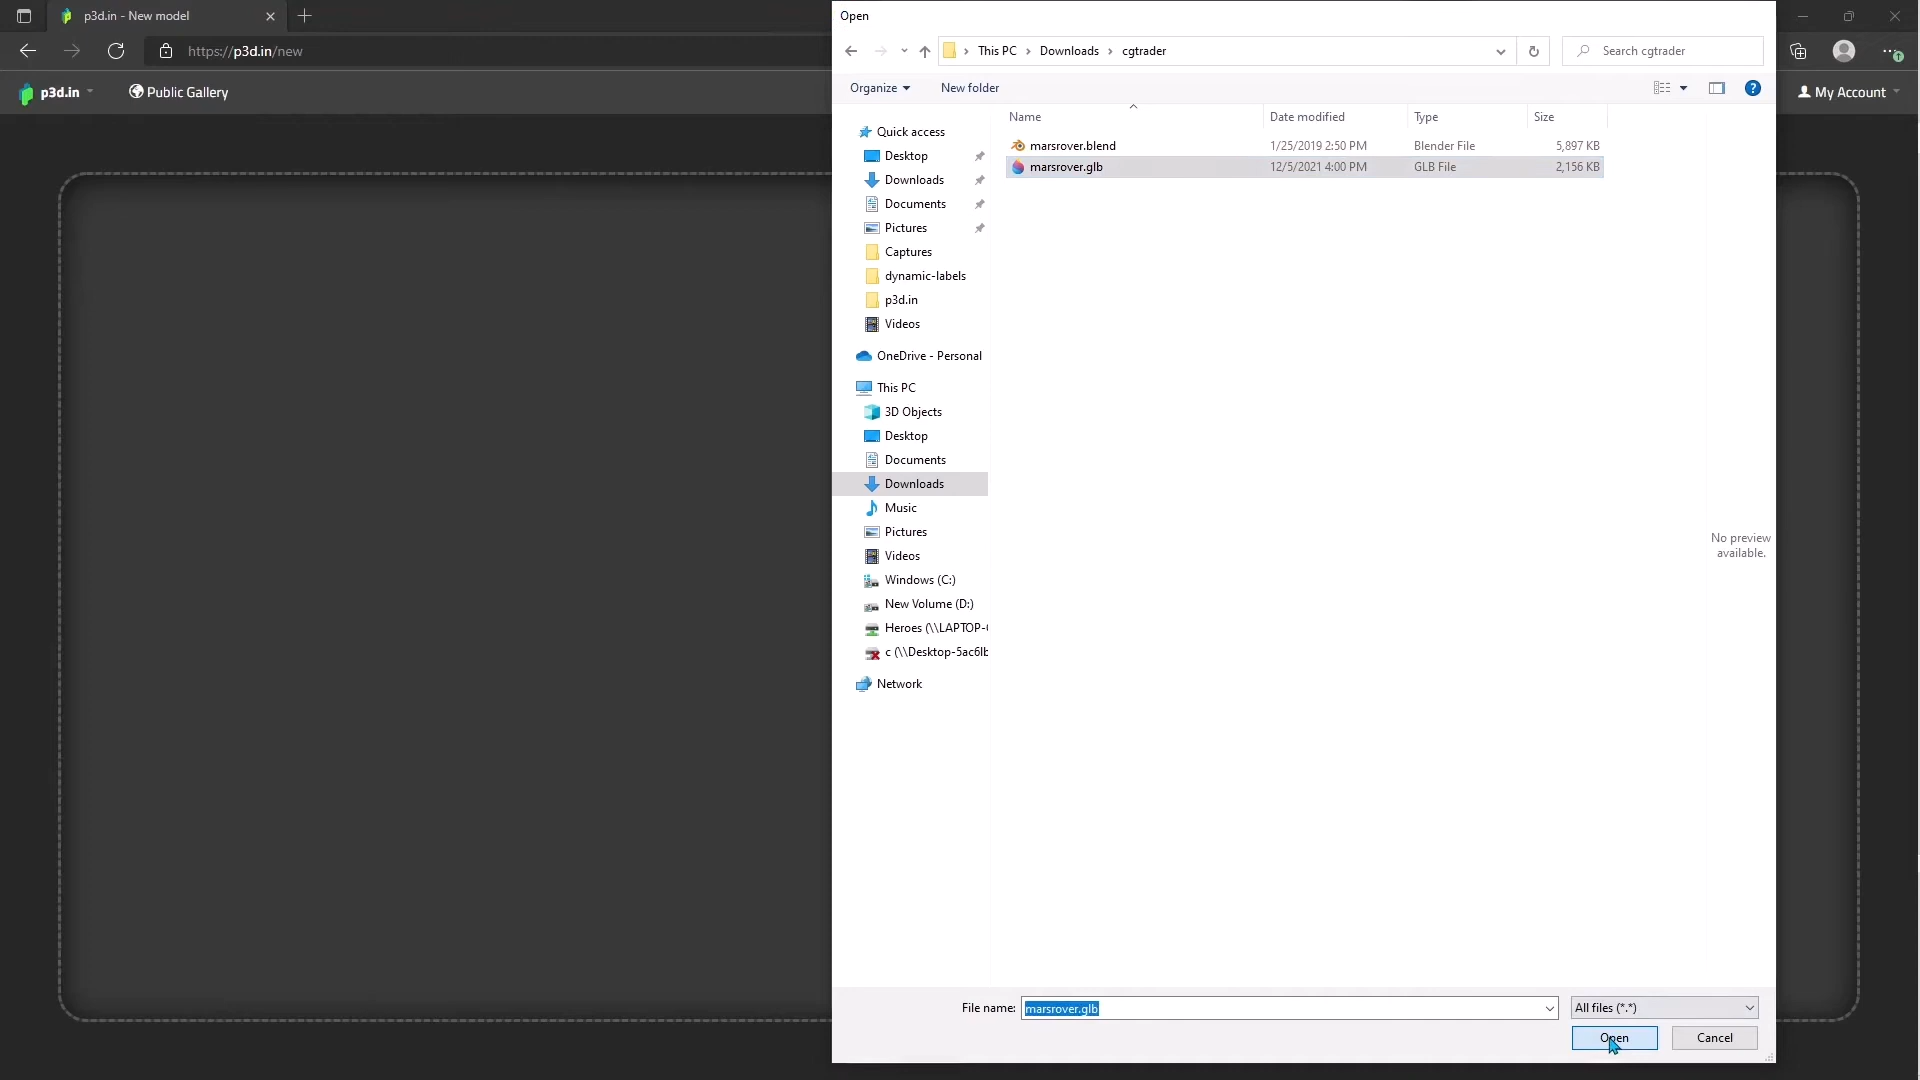 p3d.in - New model
https://p3d.in/new
p3d.in
Public Gallery
My Account
Open
This PC > Downloads > cgtrader
Search cgtrader
Organize
New folder
Name
Date modified
Type
Size
marsrover.blend 1/25/2019 2:50 PM Blender File 5,897 KB
marsrover.glb 12/5/2021 4:00 PM GLB File 2,156 KB
Quick access
Desktop
Downloads
Documents
Pictures
Captures
dynamic-labels
p3d.in
Videos
OneDrive - Personal
This PC
3D Objects
Desktop
Documents
Downloads
Music
Pictures
Videos
Windows (C:)
New Volume (D:)
Heroes (\\LAPTOP-
c (\\Desktop-5ac6lb
Network
No preview
available.
File name: marsrover.glb
All files (*.*)
Open
Cancel